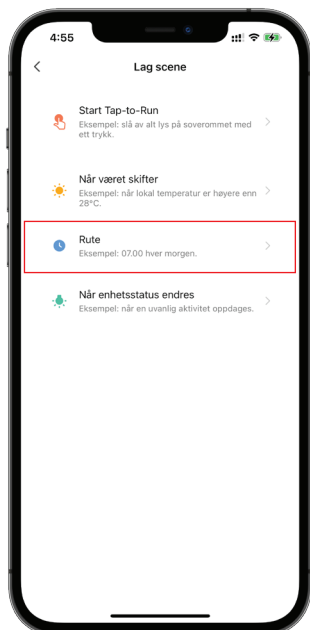 4:55
Lag scene
Start Tap-to-Run
Eksempel: slå av alt lys på soverommet med
ett trykk.
Når været skifter
Eksempel: når lokal temperatur er høyere enn
28°C.
Rute
Eksempel: 07.00 hver morgen.
Når enhetsstatus endres
Eksempel: når en uvanlig aktivitet oppdages.